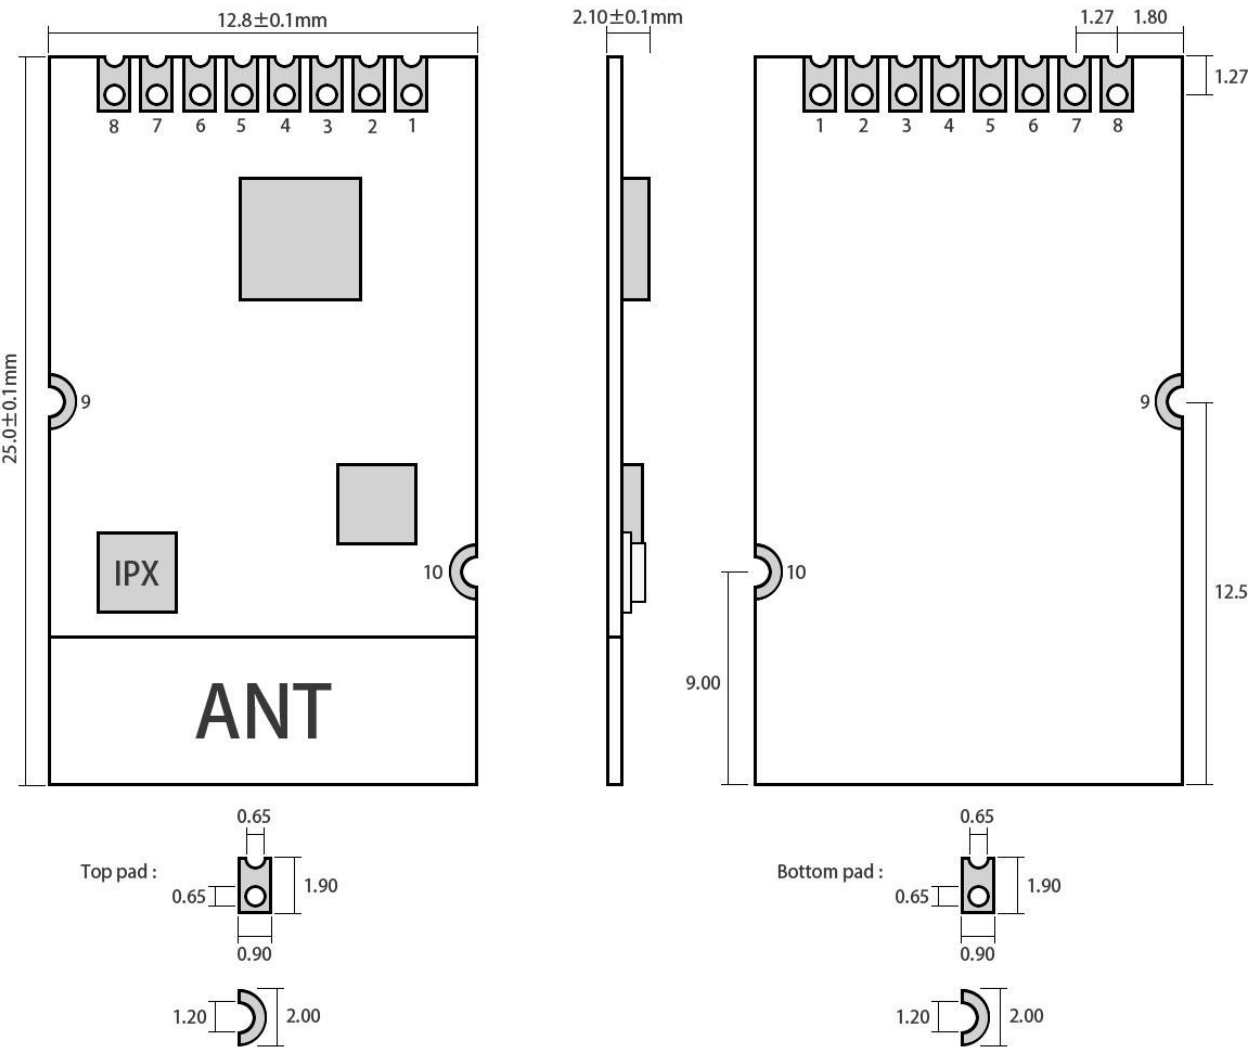 12.8±0.1mm
2.10±0.1mm
1.27 1.80
1.27
8 7 6 5 4 3 2 1
1 2 3 4 5 6 7 8
25.0±0.1mm
9
9
IPX
10
10
12.5
9.00
ANT
0.65
0.65
Top pad :
0.65
1.90
0.90
Bottom pad :
0.65
1.90
0.90
1.20
2.00
1.20
2.00